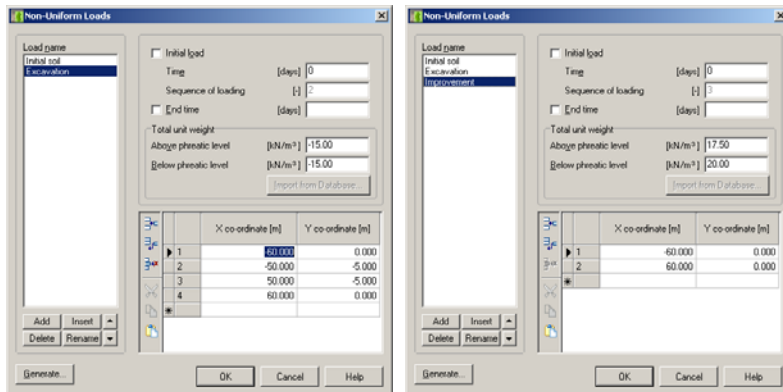 Non-Uniform Loads
Load name
Initial soil
Excavation
Initial load
Time [days] 0
Sequence of loading [-] 2
End time [days]
Total unit weight
Above phreatic level [kN/m³] -15.00
Below phreatic level [kN/m³] -15.00
Import from Database...
X co-ordinate [m] Y co-ordinate [m]
1 -60.000 0.000
2 -50.000 -5.000
3 50.000 -5.000
4 60.000 0.000
Add Insert
Delete Rename
Generate... OK Cancel Help
Non-Uniform Loads
Load name
Initial soil
Excavation
Improvement
Initial load
Time [days] 0
Sequence of loading [-] 3
End time [days]
Total unit weight
Above phreatic level [kN/m³] 17.50
Below phreatic level [kN/m³] 20.00
Import from Database...
X co-ordinate [m] Y co-ordinate [m]
1 -60.000 0.000
2 60.000 0.000
Add Insert
Delete Rename
Generate... OK Cancel Help